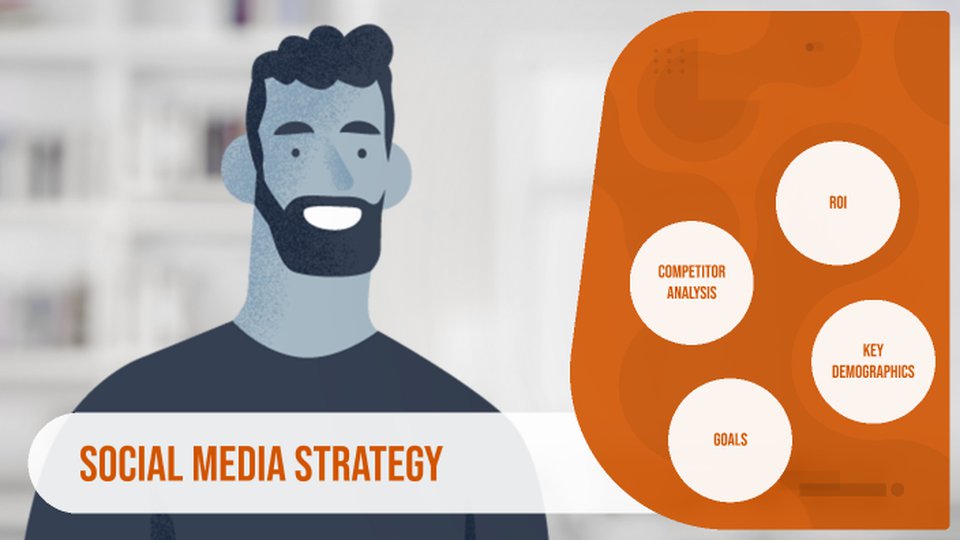 ROI
COMPETITOR
ANALYSIS
KEY
DEMOGRAPHICS
GOALS
SOCIAL MEDIA STRATEGY